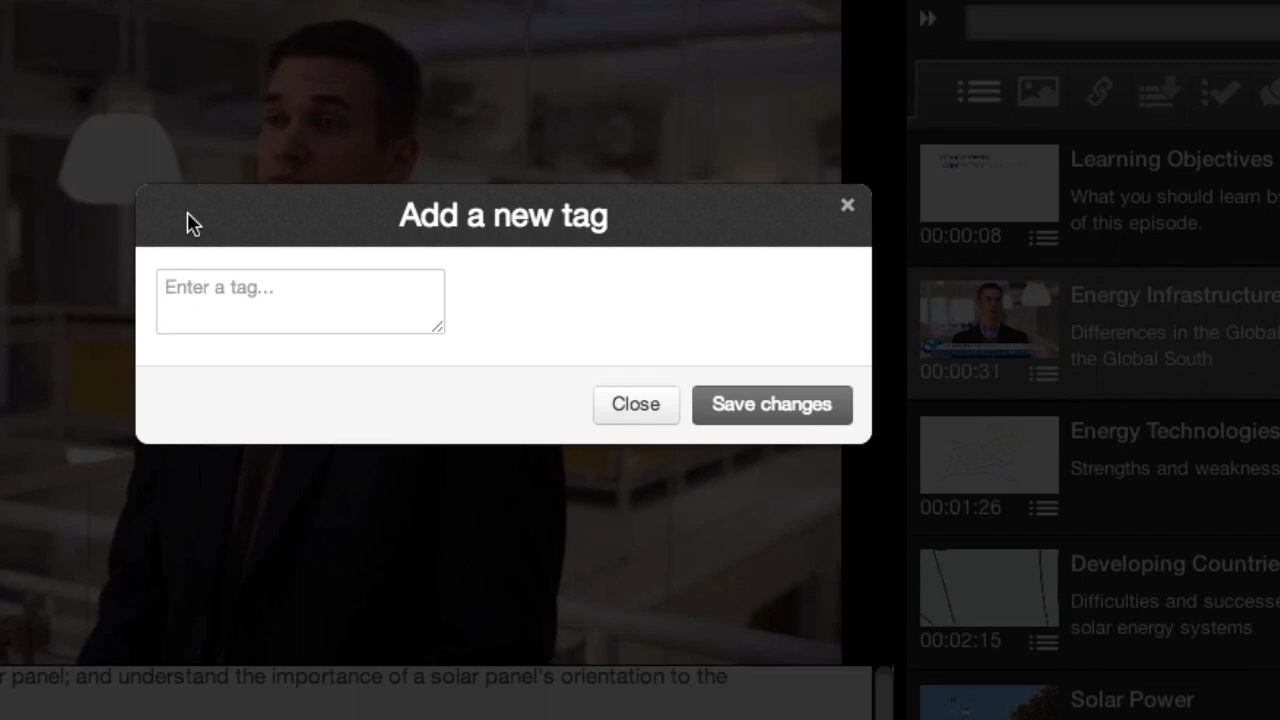 Add a new tag
×
Enter a tag...
Close
Save changes
r panel; and understand the importance of a solar panel's orientation to the
Learning Objectives
What you should learn b
of this episode.
00:00:08
Energy Infrastructure
Differences in the Global
the Global South
00:00:31
Energy Technologies
Strengths and weakness
00:01:26
Developing Countrie
Difficulties and successe
solar energy systems
00:02:15
Solar Power